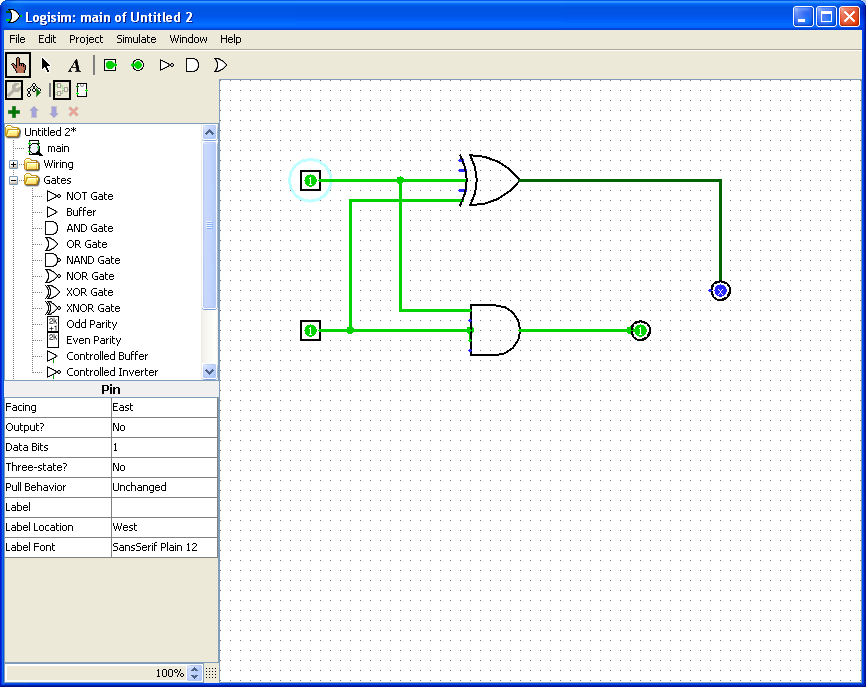 Logisim: main of Untitled 2
File Edit Project Simulate Window Help
A
Untitled 2*
main
Wiring
Gates
NOT Gate
Buffer
AND Gate
OR Gate
NAND Gate
NOR Gate
XOR Gate
XNOR Gate
Odd Parity
Even Parity
Controlled Buffer
Controlled Inverter
Pin
Facing East
Output? No
Data Bits 1
Three-state? No
Pull Behavior Unchanged
Label
Label Location West
Label Font SansSerif Plain 12
100%
1
x
1 1